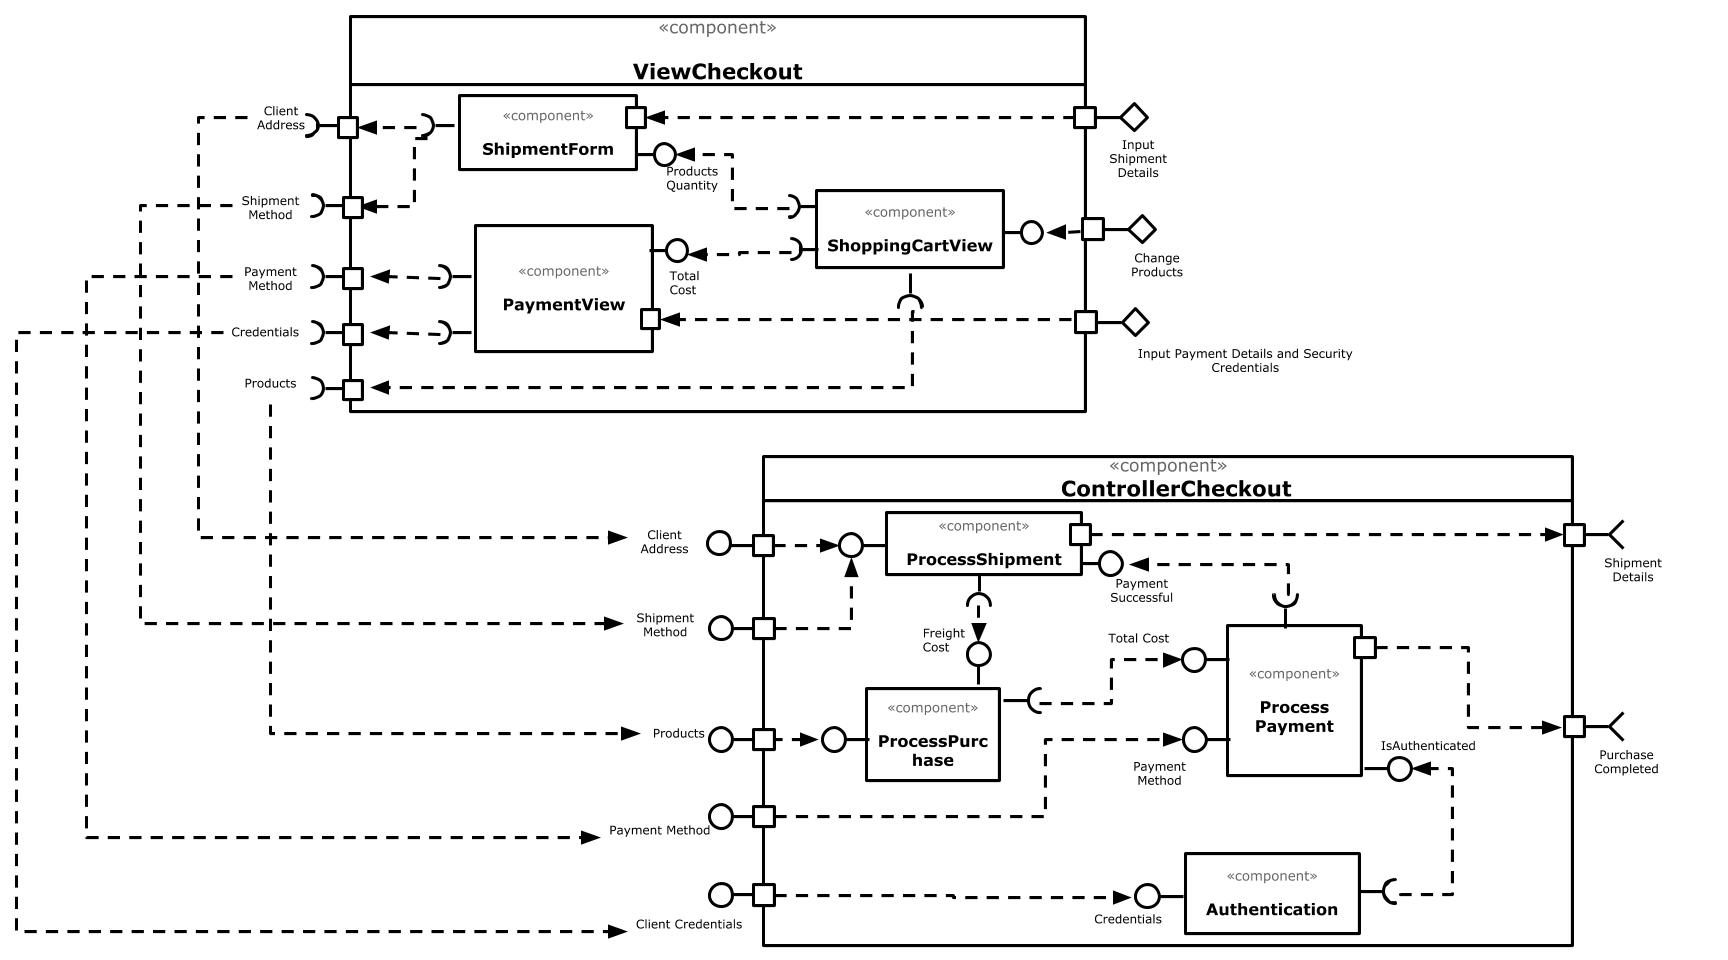 «component»
ViewCheckout
Client
Address
«component»
ShipmentForm
Input
Shipment
Details
Products
Quantity
Shipment
Method
«component»
ShoppingCartView
Change
Products
Payment
Method
«component»
PaymentView
Total
Cost
Credentials
Input Payment Details and Security
Credentials
Products
«component»
ControllerCheckout
Client
Address
«component»
ProcessShipment
Shipment
Details
Payment
Successful
Shipment
Method
Freight
Cost
Total Cost
«component»
Process
Payment
Products
«component»
ProcessPurc
hase
Payment
Method
IsAuthenticated
Purchase
Completed
Payment Method
«component»
Authentication
Credentials
Client Credentials